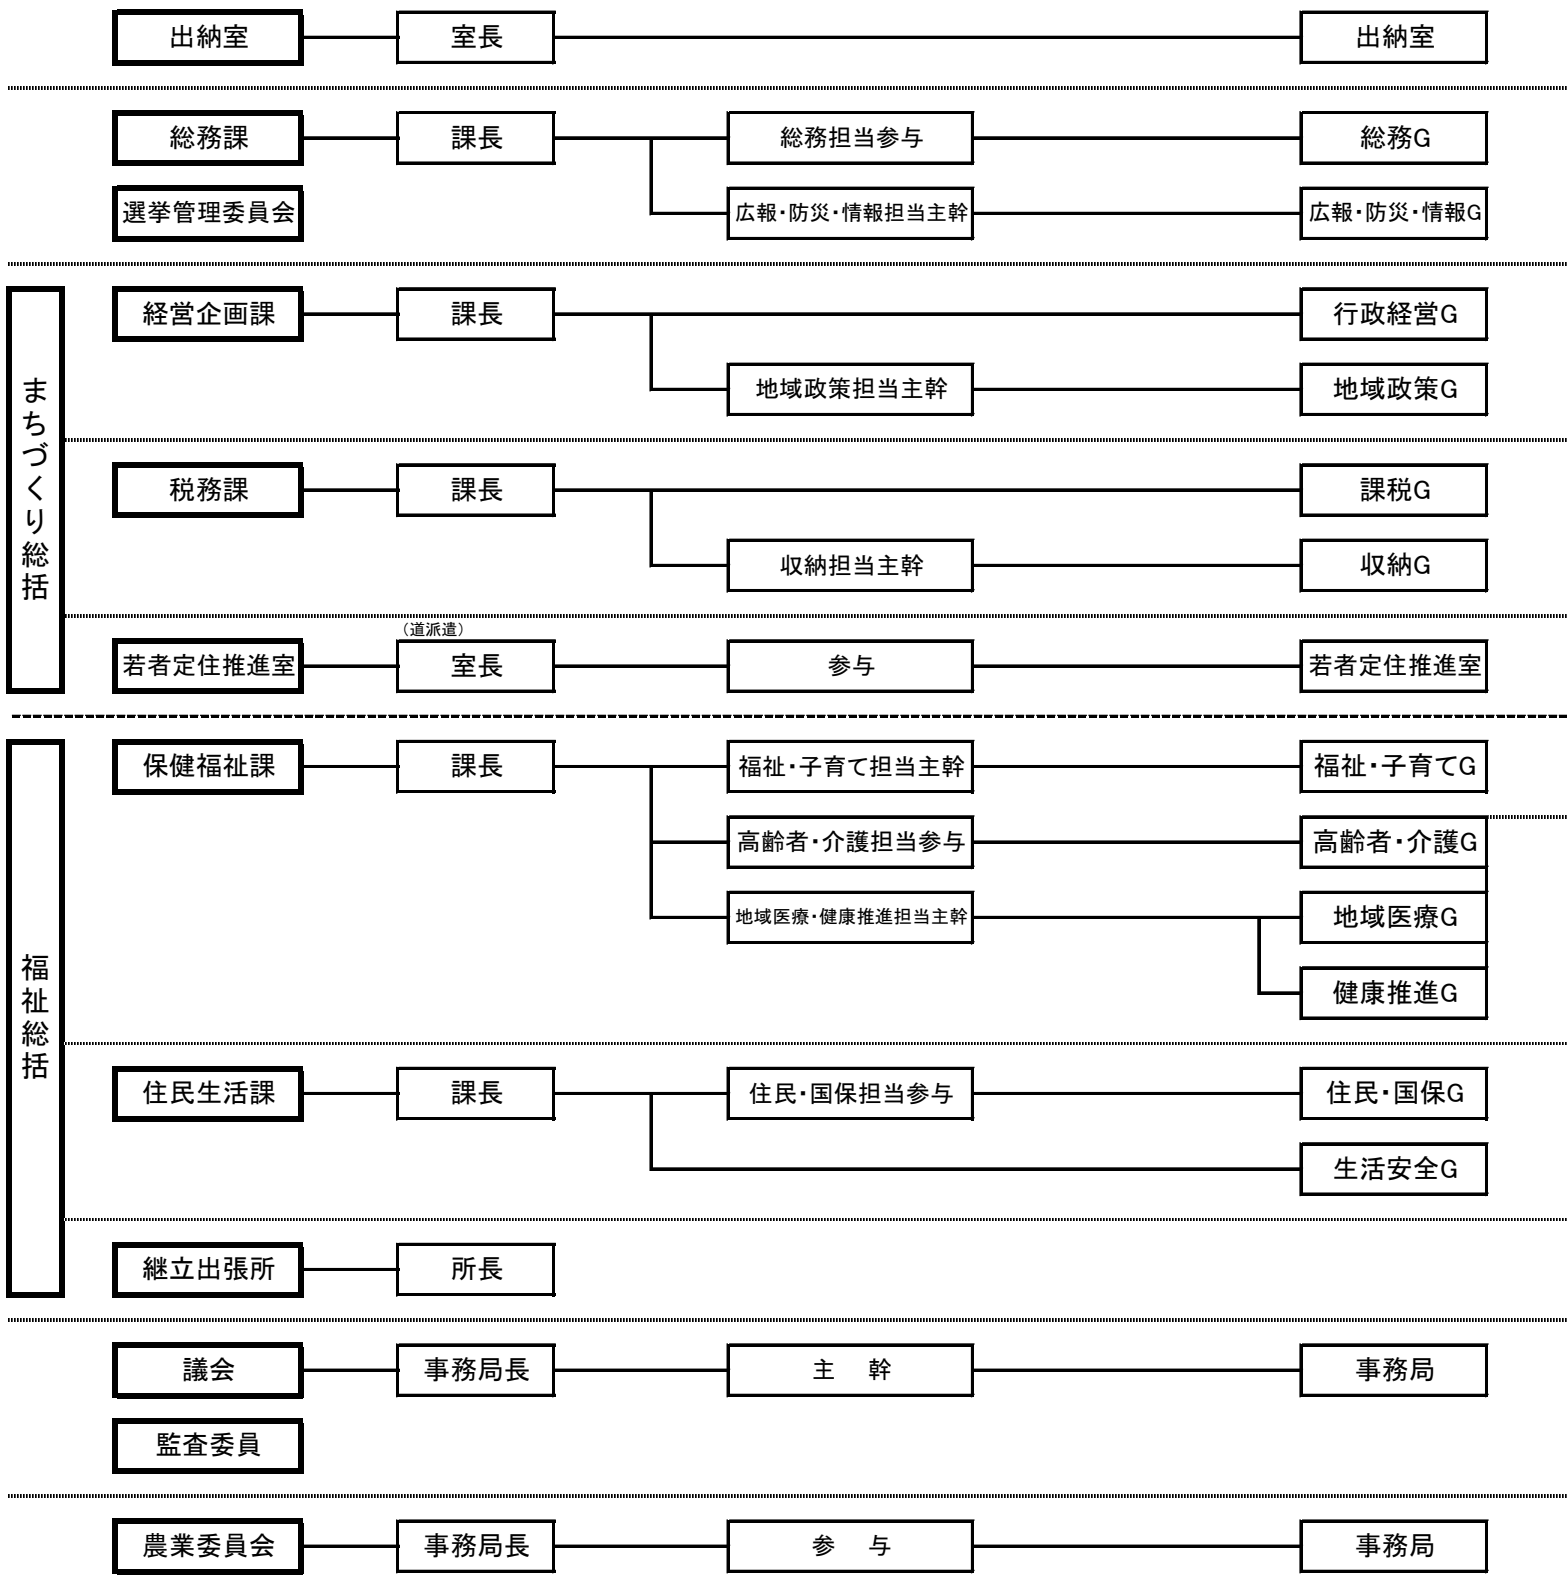 出納室 室長 出納室
総務課 課長 総務担当参与 総務G
選挙管理委員会 広報・防災・情報担当主幹 広報・防災・情報G
まちづくり総括
経営企画課 課長 行政経営G
地域政策担当主幹 地域政策G
税務課 課長 課税G
収納担当主幹 収納G
(道派遣)
若者定住推進室 室長 参与 若者定住推進室
福祉総括
保健福祉課 課長 福祉・子育て担当主幹 福祉・子育てG
高齢者・介護担当参与 高齢者・介護G
地域医療・健康推進担当主幹 地域医療G
健康推進G
住民生活課 課長 住民・国保担当参与 住民・国保G
生活安全G
継立出張所 所長
議会 事務局長 主 幹 事務局
監査委員
農業委員会 事務局長 参 与 事務局